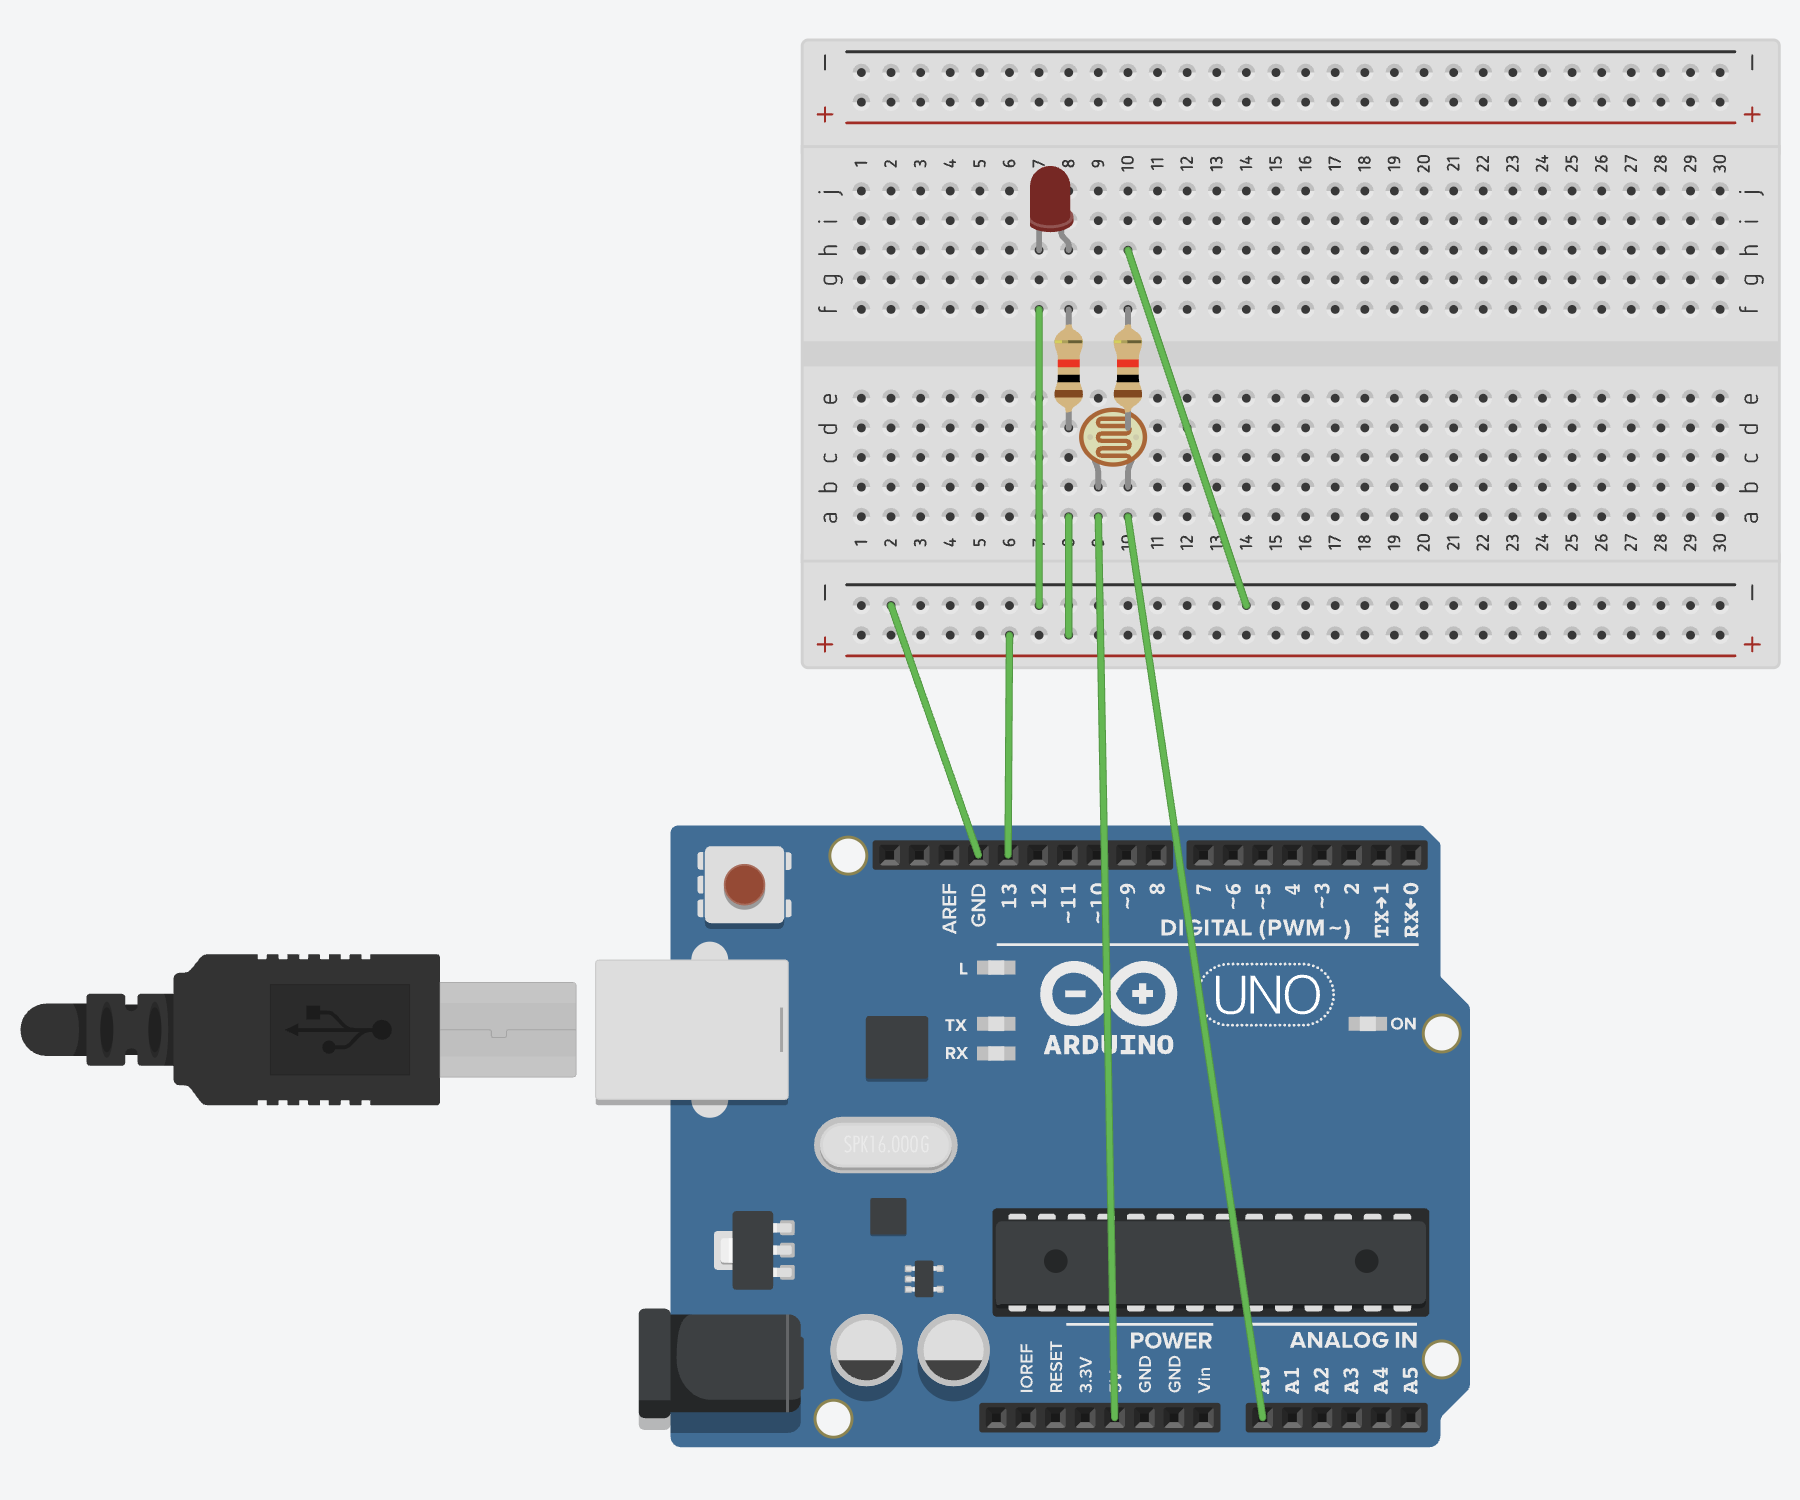 − −
+ +
1 2 3 4 5 6 7 8 9 10 11 12 13 14 15 16 17 18 19 20 21 22 23 24 25 26 27 28 29 30
j j
i i
h h
g g
f f
e e
d d
c c
b b
a a
1 2 3 4 5 6 7 8 9 10 11 12 13 14 15 16 17 18 19 20 21 22 23 24 25 26 27 28 29 30
− −
+ +
AREF GND 13 12 ~11 ~10 ~9 8 7 ~6 ~5 4 ~3 2 TX→1 RX←0
DIGITAL (PWM~)
L
TX
RX
ARDUINO
UNO
ON
SPK16.000G
POWER
ANALOG IN
IOREF RESET 3.3V 5V GND GND Vin A0 A1 A2 A3 A4 A5